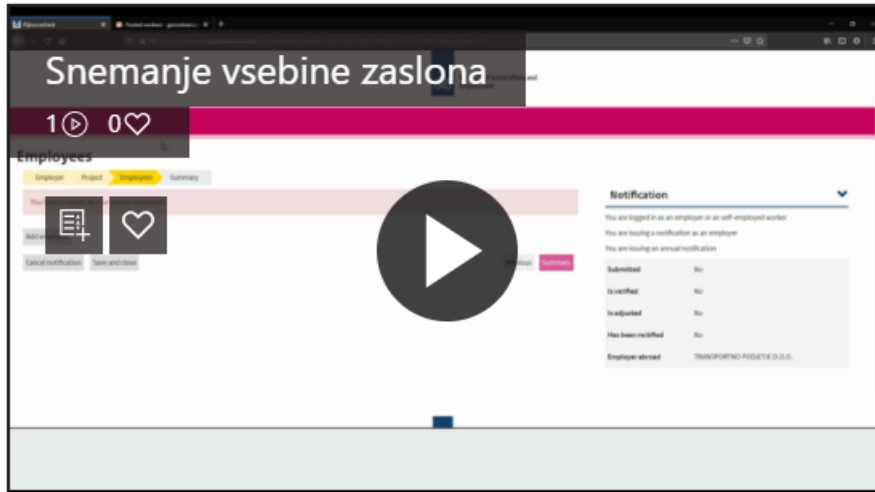 Rijksoverheid
Snemanje vsebine zaslona
1 0
Employees
Employer Project Employees Summary
Notification
You are logged in as an employer or an self-employed worker
You are issuing a notification as an employer
You are issuing an annual notification
Add
Cancel notification Save and close Summary
Submitted No
Is verified No
Is adjusted No
Has been rectified No
Employer abroad TRANSPORTNO PODJETJE D.O.O.